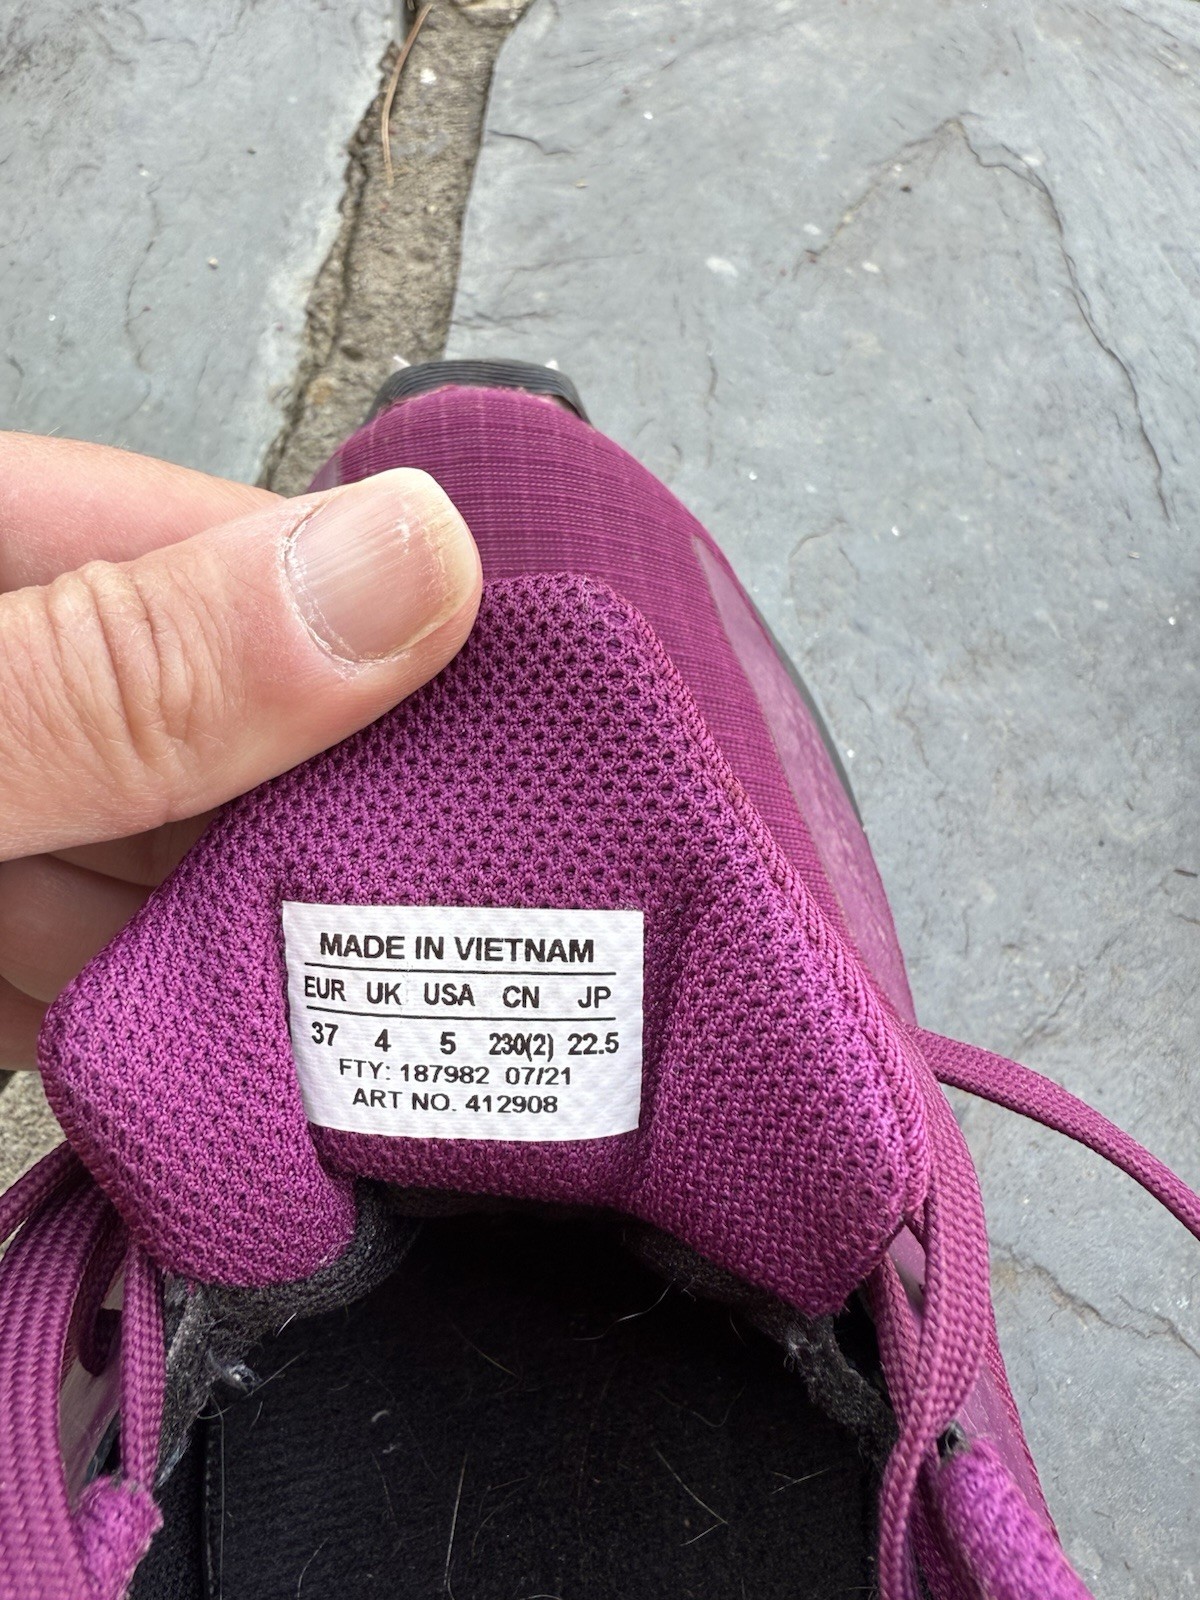 MADE IN VIETNAM
EUR UK USA CN JP
37 4 5 230(2) 22.5
FTY: 187982 07/21
ART NO. 412908